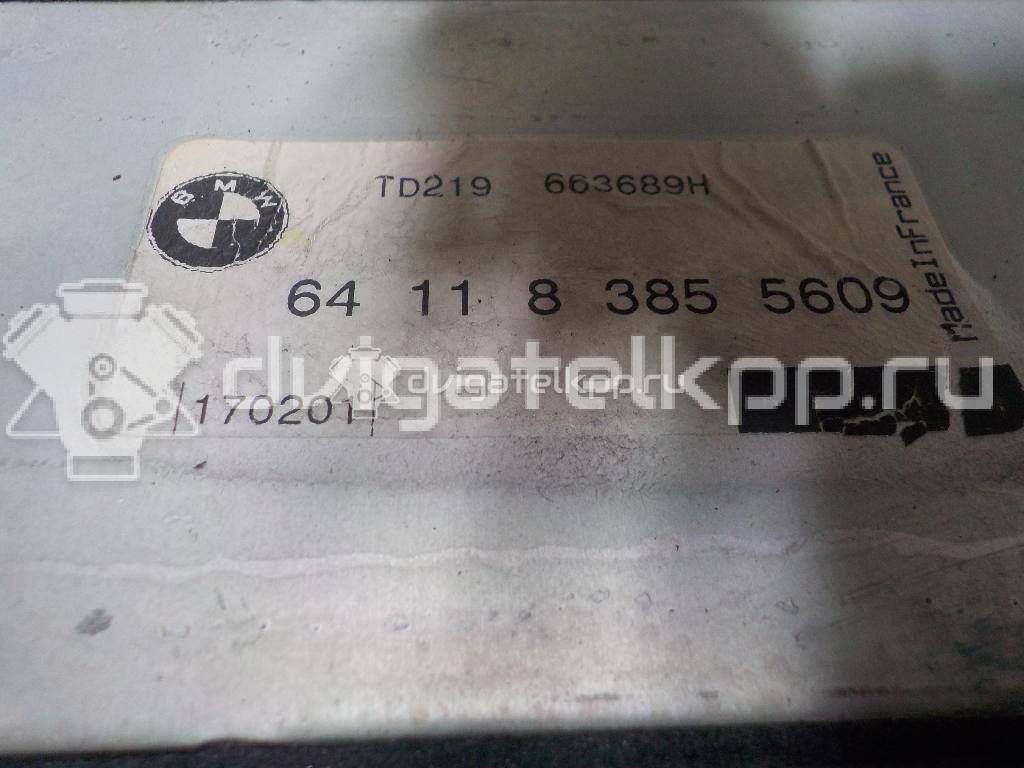 BMW
TD219 663689H
64 11 8 385 5609
MadeInFrance
170201
dvigatelkpp.ru
dvigatelkpp.ru